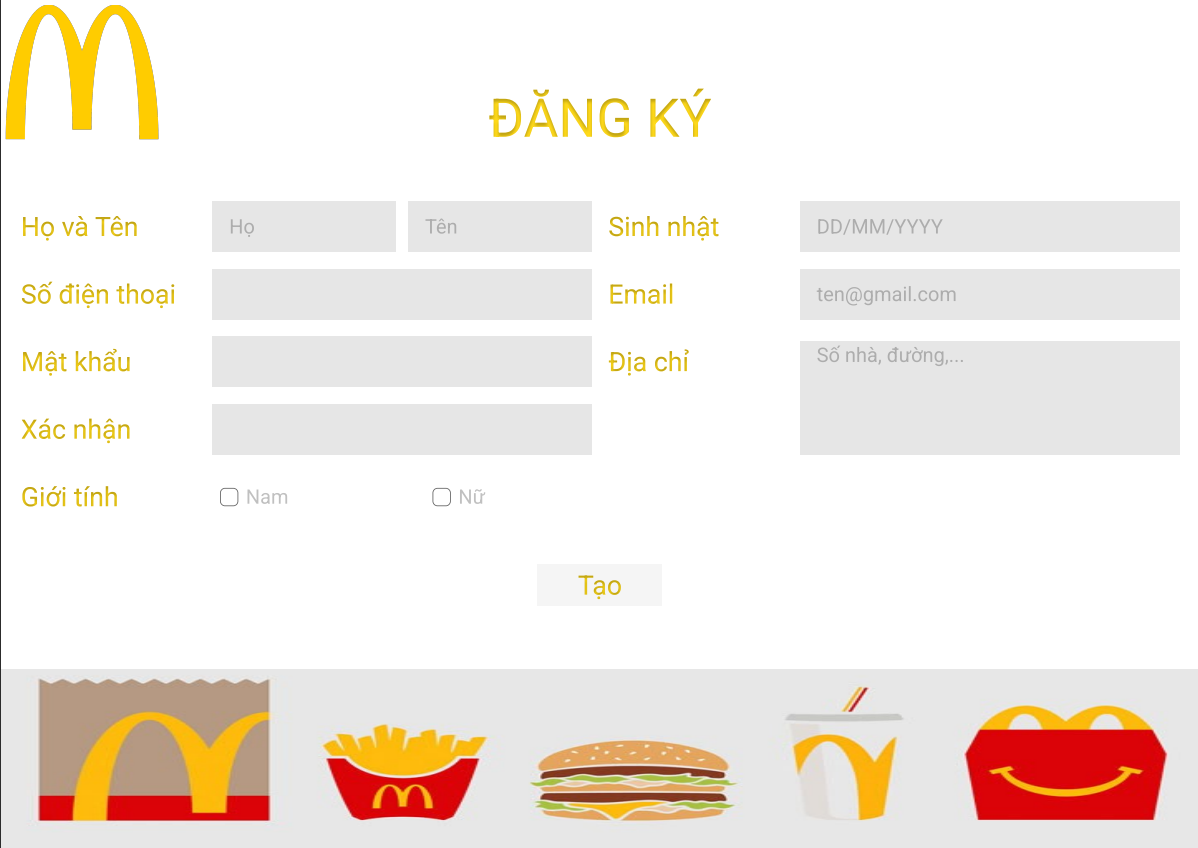 ĐĂNG KÝ
Họ và Tên
Họ
Tên
Sinh nhật
DD/MM/YYYY
Số điện thoại
Email
ten@gmail.com
Mật khẩu
Địa chỉ
Số nhà, đường,...
Xác nhận
Giới tính
Nam
Nữ
Tạo